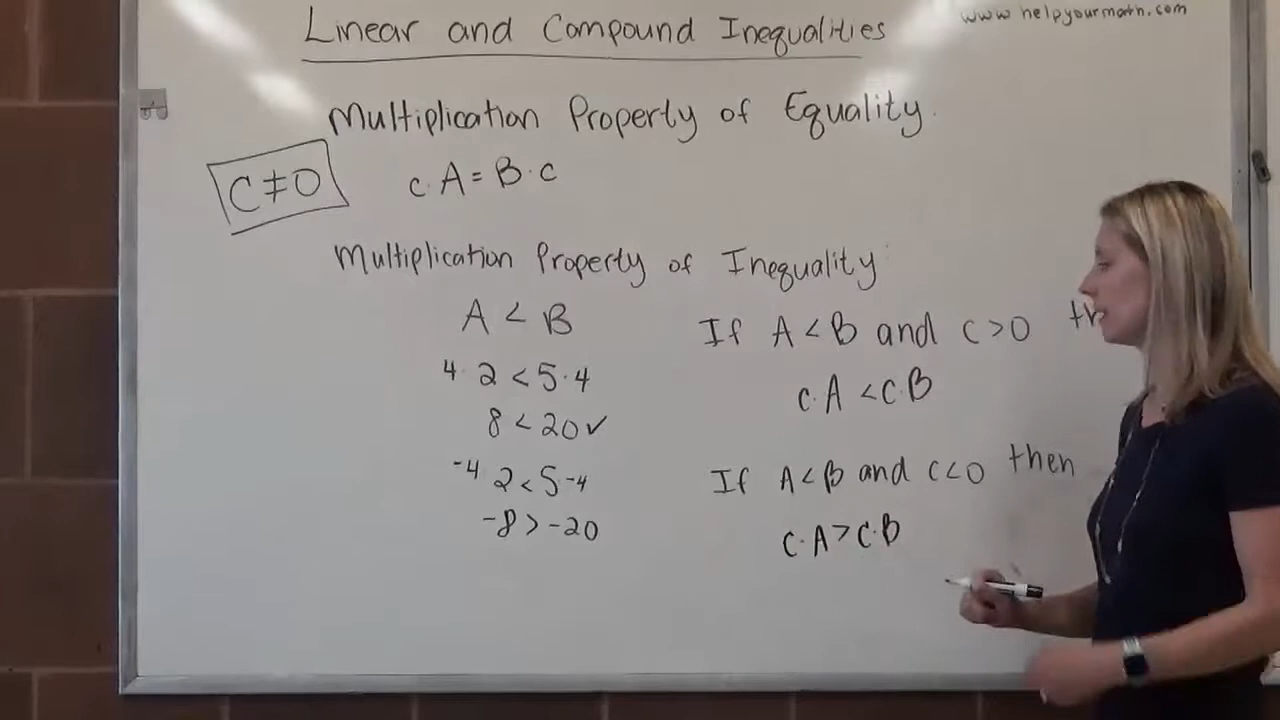 Linear and Compound Inequalities
www helpyourmath.com
Multiplication Property of Equality.
C≠0
c·A=B·c
Multiplication Property of Inequality
A<B
4·2<5·4
8<20✓
-4 2<5·-4
-8>-20
If A<B and c>0
c·A<c·B
If A<B and c<0 then
c·A>c·B